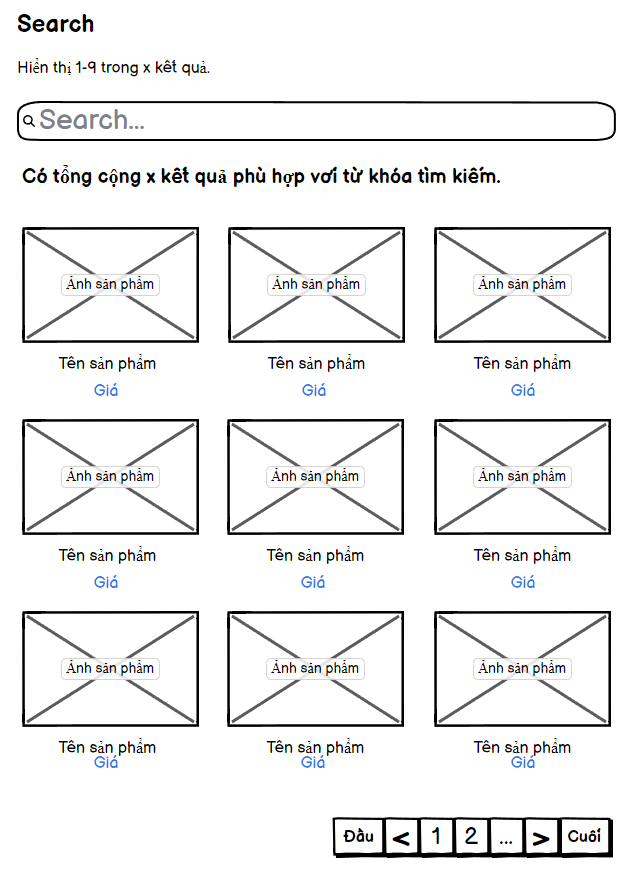 Search
Hiển thị 1-9 trong x kết quả.
Search...
Có tổng cộng x kết quả phù hợp với từ khóa tìm kiếm.
Ảnh sản phẩm Ảnh sản phẩm Ảnh sản phẩm
Tên sản phẩm Tên sản phẩm Tên sản phẩm
Giá Giá Giá
Ảnh sản phẩm Ảnh sản phẩm Ảnh sản phẩm
Tên sản phẩm Tên sản phẩm Tên sản phẩm
Giá Giá Giá
Ảnh sản phẩm Ảnh sản phẩm Ảnh sản phẩm
Tên sản phẩm Tên sản phẩm Tên sản phẩm
Giá Giá Giá
Đầu < 1 2 ... > Cuối